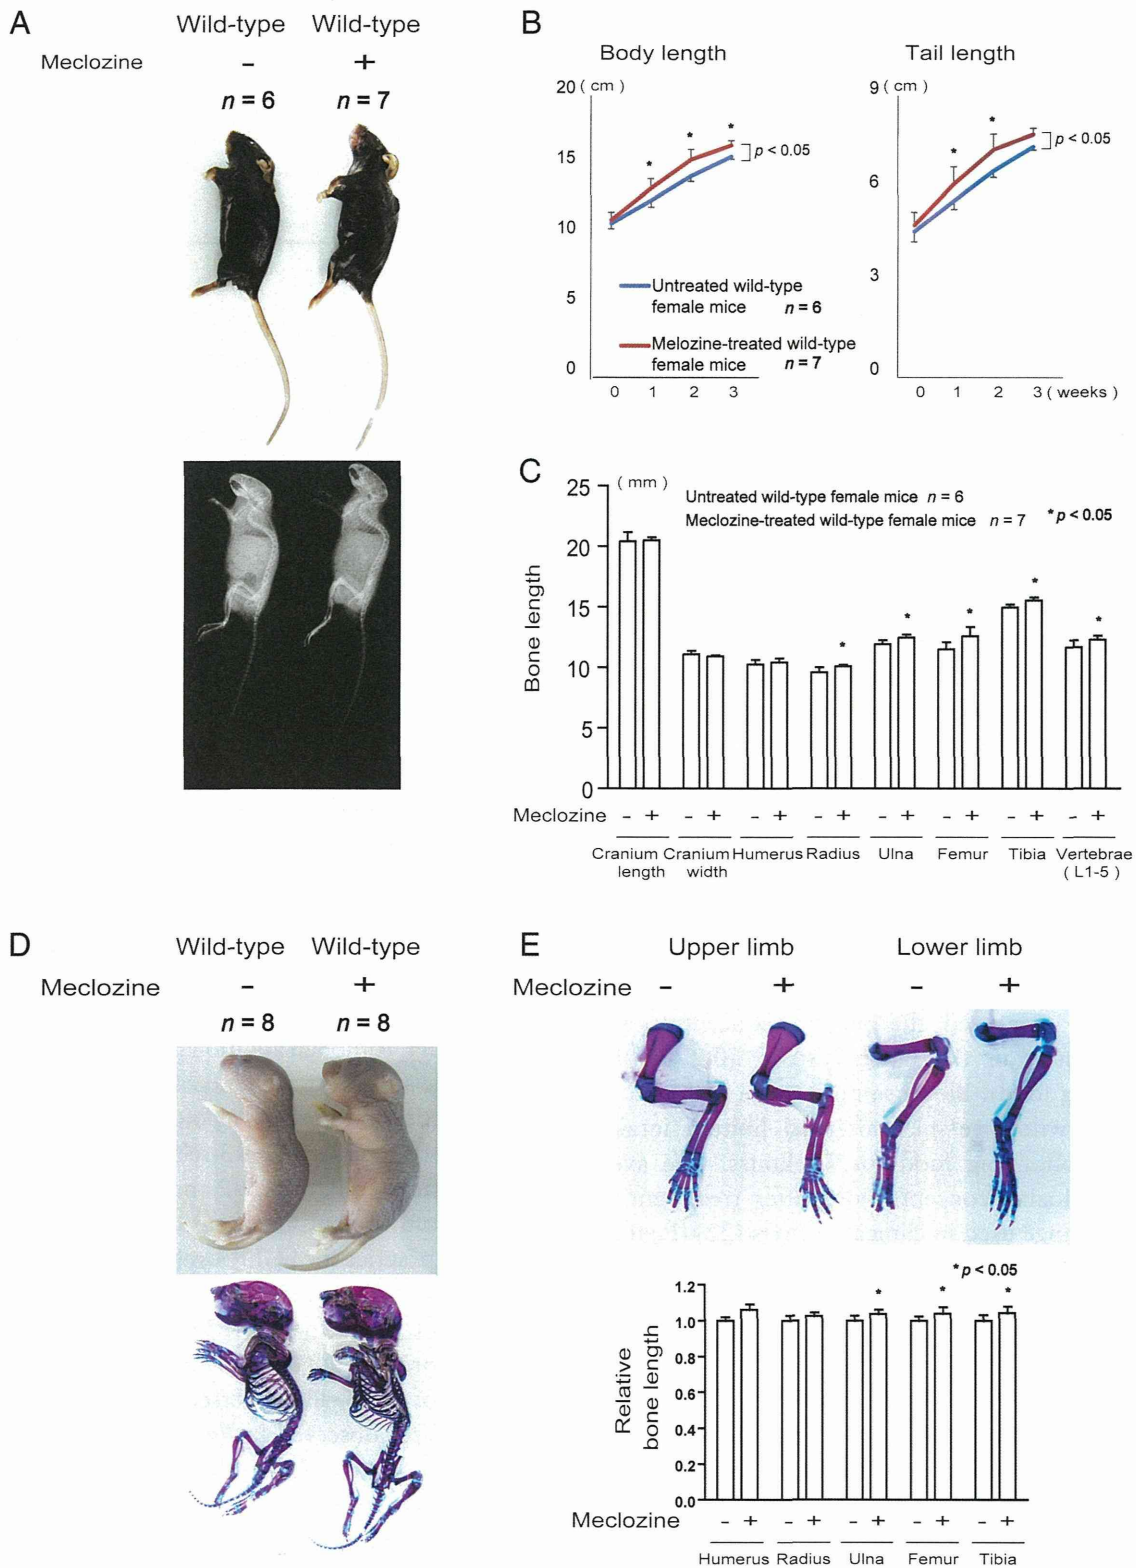 A
Wild-type Wild-type
Meclozine - +
n = 6 n = 7
B
Body length Tail length
20 ( cm )
15
10
5
0
0 1 2 3
* * *
p < 0.05
Untreated wild-type
female mice n = 6
Melozine-treated wild-type
female mice n = 7
9 ( cm )
6
3
0
0 1 2 3 ( weeks )
* *
p < 0.05
C
Bone length
( mm )
25
20
15
10
5
0
Untreated wild-type female mice n = 6
Meclozine-treated wild-type female mice n = 7
* p < 0.05
* * * * *
Meclozine - + - + - + - + - + - + - + - +
Cranium Cranium Humerus Radius Ulna Femur Tibia Vertebrae
length width ( L1-5 )
D
Wild-type Wild-type
Meclozine - +
n = 8 n = 8
E
Upper limb Lower limb
Meclozine - + - +
Relative
bone length
1.2
1.0
0.8
0.6
0.4
0.2
0.0
* p < 0.05
* * *
Meclozine - + - + - + - + - +
Humerus Radius Ulna Femur Tibia